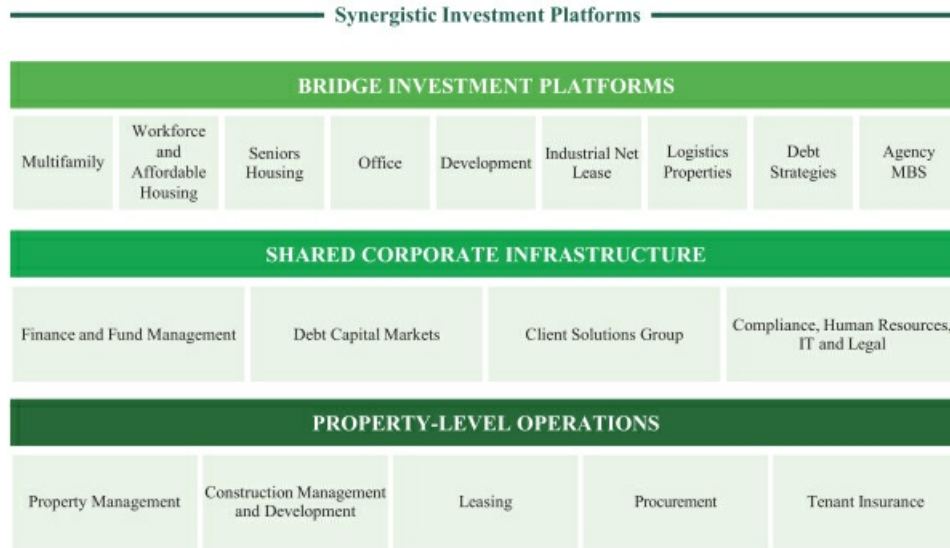 Synergistic Investment Platforms
BRIDGE INVESTMENT PLATFORMS
Multifamily
Workforce
and
Affordable
Housing
Seniors
Housing
Office
Development
Industrial Net
Lease
Logistics
Properties
Debt
Strategies
Agency
MBS
SHARED CORPORATE INFRASTRUCTURE
Finance and Fund Management
Debt Capital Markets
Client Solutions Group
Compliance, Human Resources,
IT and Legal
PROPERTY-LEVEL OPERATIONS
Property Management
Construction Management
and Development
Leasing
Procurement
Tenant Insurance